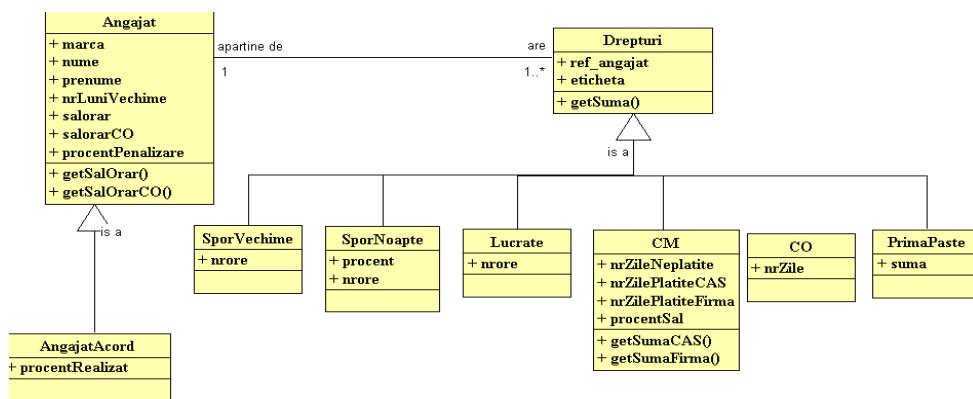 Angajat
+ marca
+ nume
+ prenume
+ nrLuniVechime
+ salorar
+ salorarCO
+ procentPenalizare
+ getSalOrar()
+ getSalOrarCO()
apartine de
1
are
1..*
Drepturi
+ ref_angajat
+ eticheta
+ getSuma()
is a
is a
SporVechime
+ nrore
SporNoapte
+ procent
+ nrore
Lucrate
+ nrore
CM
+ nrZileNeplatite
+ nrZilePlatiteCAS
+ nrZilePlatiteFirma
+ procentSal
+ getSumaCAS()
+ getSumaFirma()
CO
+ nrZile
PrimaPaste
+ suma
AngajatAcord
+ procentRealizat